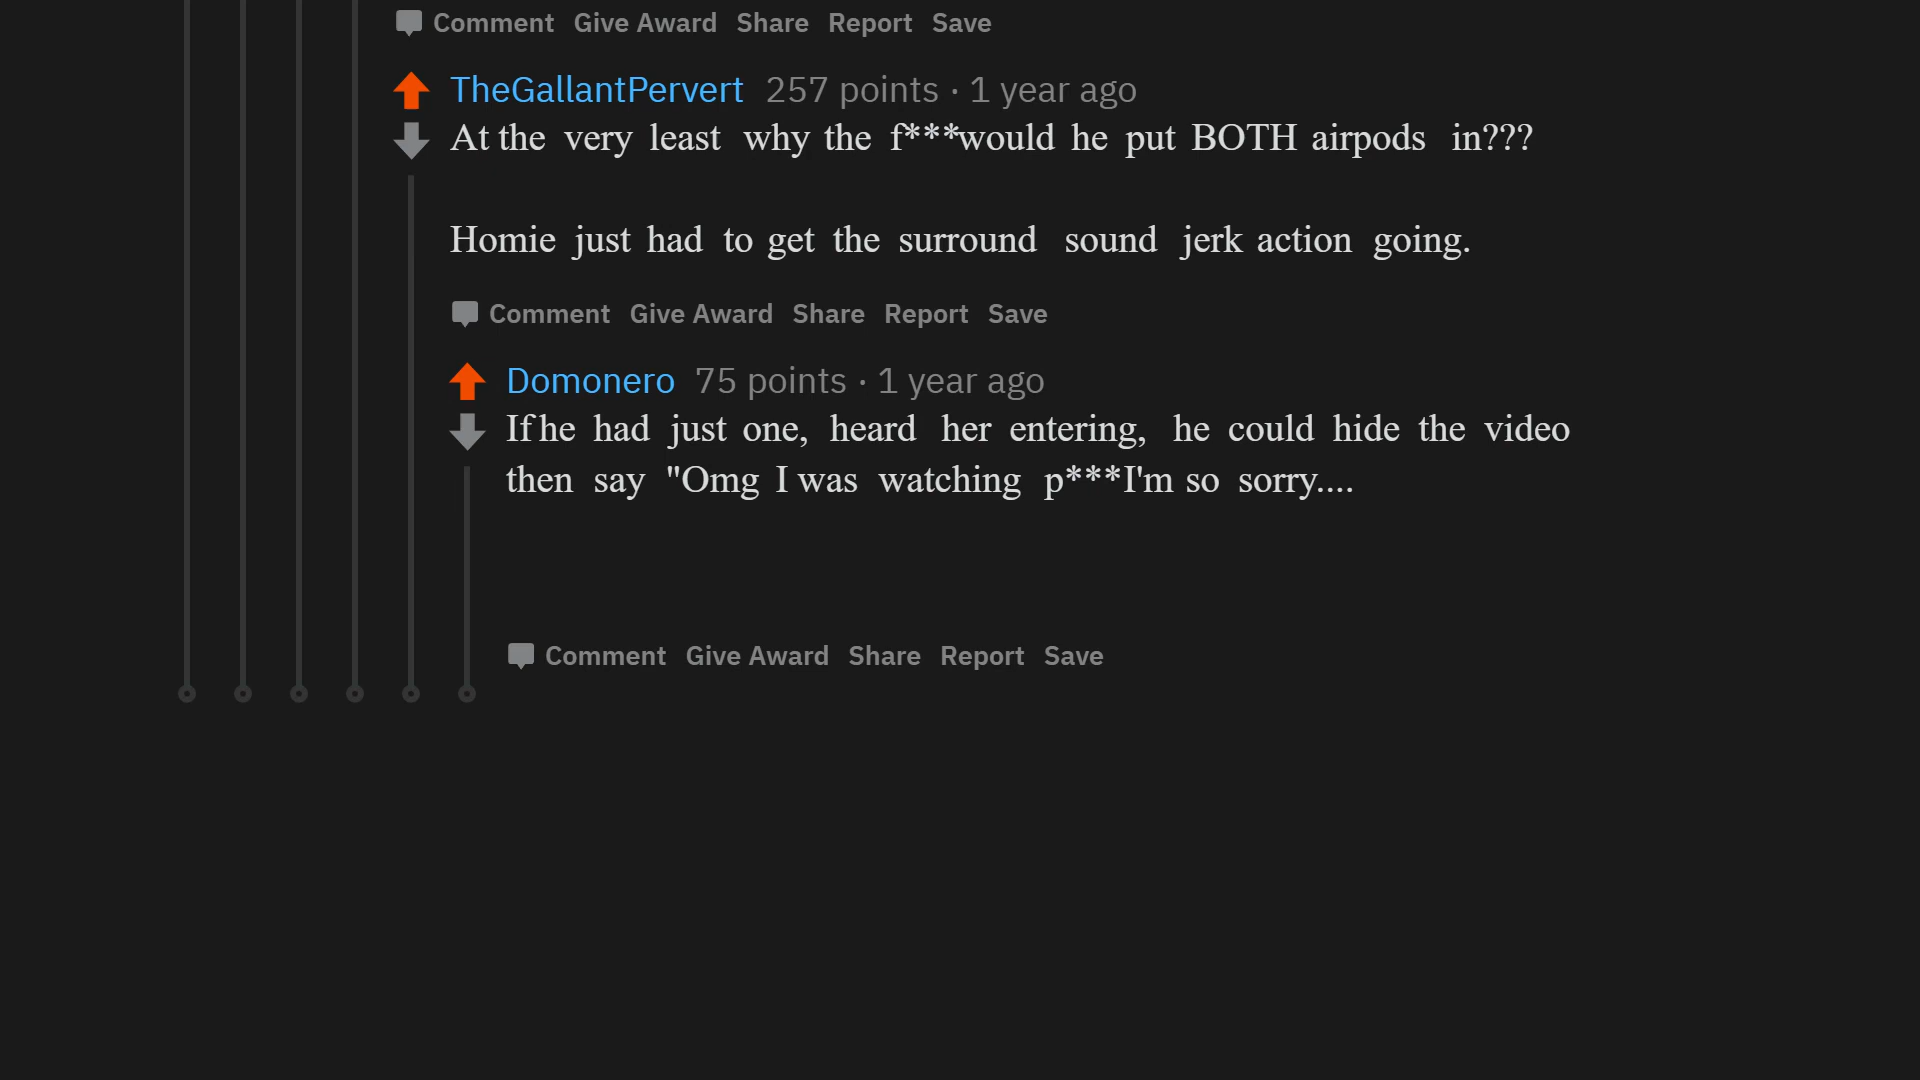 Comment Give Award Share Report Save
TheGallantPervert 257 points · 1 year ago
At the very least why the f***would he put BOTH airpods in???
Homie just had to get the surround sound jerk action going.
Comment Give Award Share Report Save
Domonero 75 points · 1 year ago
If he had just one, heard her entering, he could hide the video
then say "Omg I was watching p***I'm so sorry....
Comment Give Award Share Report Save